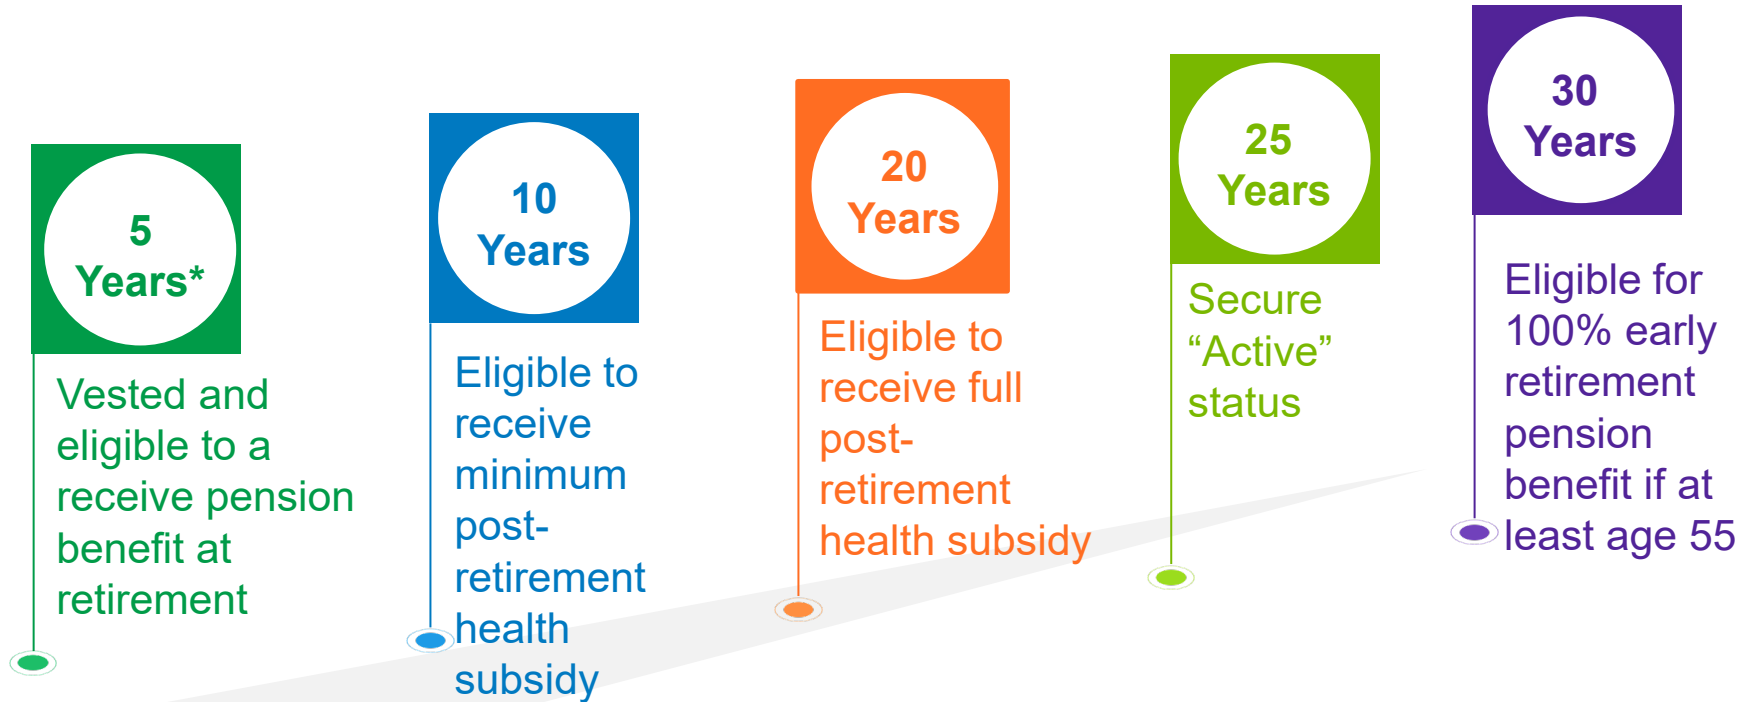 5
Years*
Vested and
eligible to a
receive pension
benefit at
retirement
10
Years
Eligible to
receive
minimum
post-
retirement
health
subsidy
20
Years
Eligible to
receive full
post-
retirement
health subsidy
25
Years
Secure
“Active”
status
30
Years
Eligible for
100% early
retirement
pension
benefit if at
least age 55